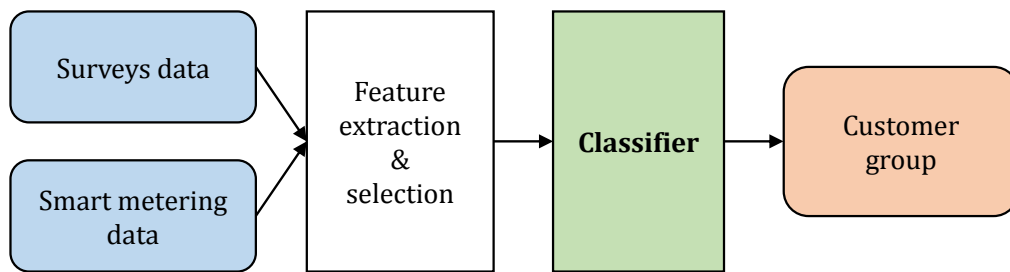 Surveys data
Smart metering
data
Feature
extraction
&
selection
Classifier
Customer
group